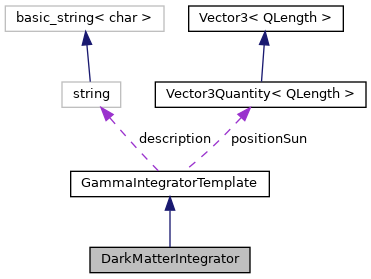 basic_string< char >
Vector3< QLength >
string
Vector3Quantity< QLength >
description
positionSun
GammaIntegratorTemplate
DarkMatterIntegrator